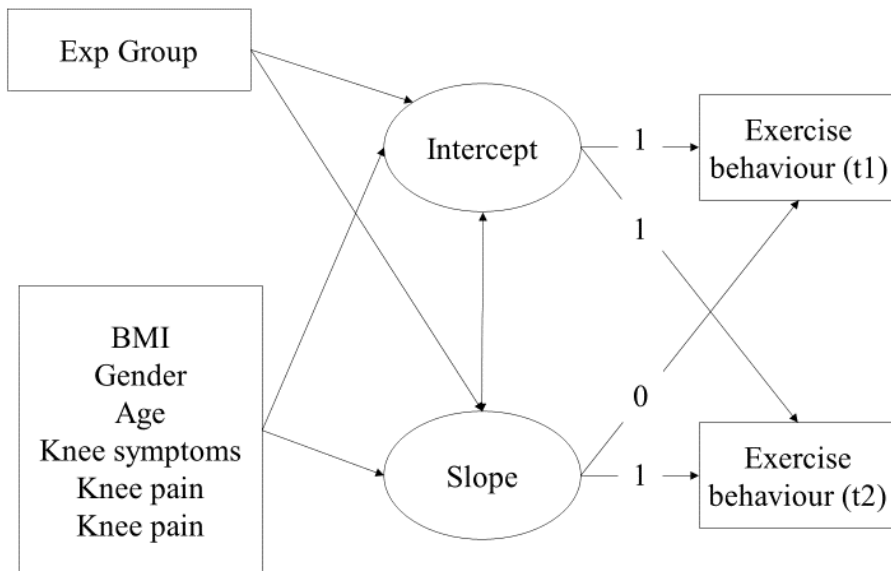 Exp Group
Intercept
1
Exercise
behaviour (t1)
1
BMI
Gender
Age
Knee symptoms
Knee pain
Knee pain
0
Slope
1
Exercise
behaviour (t2)